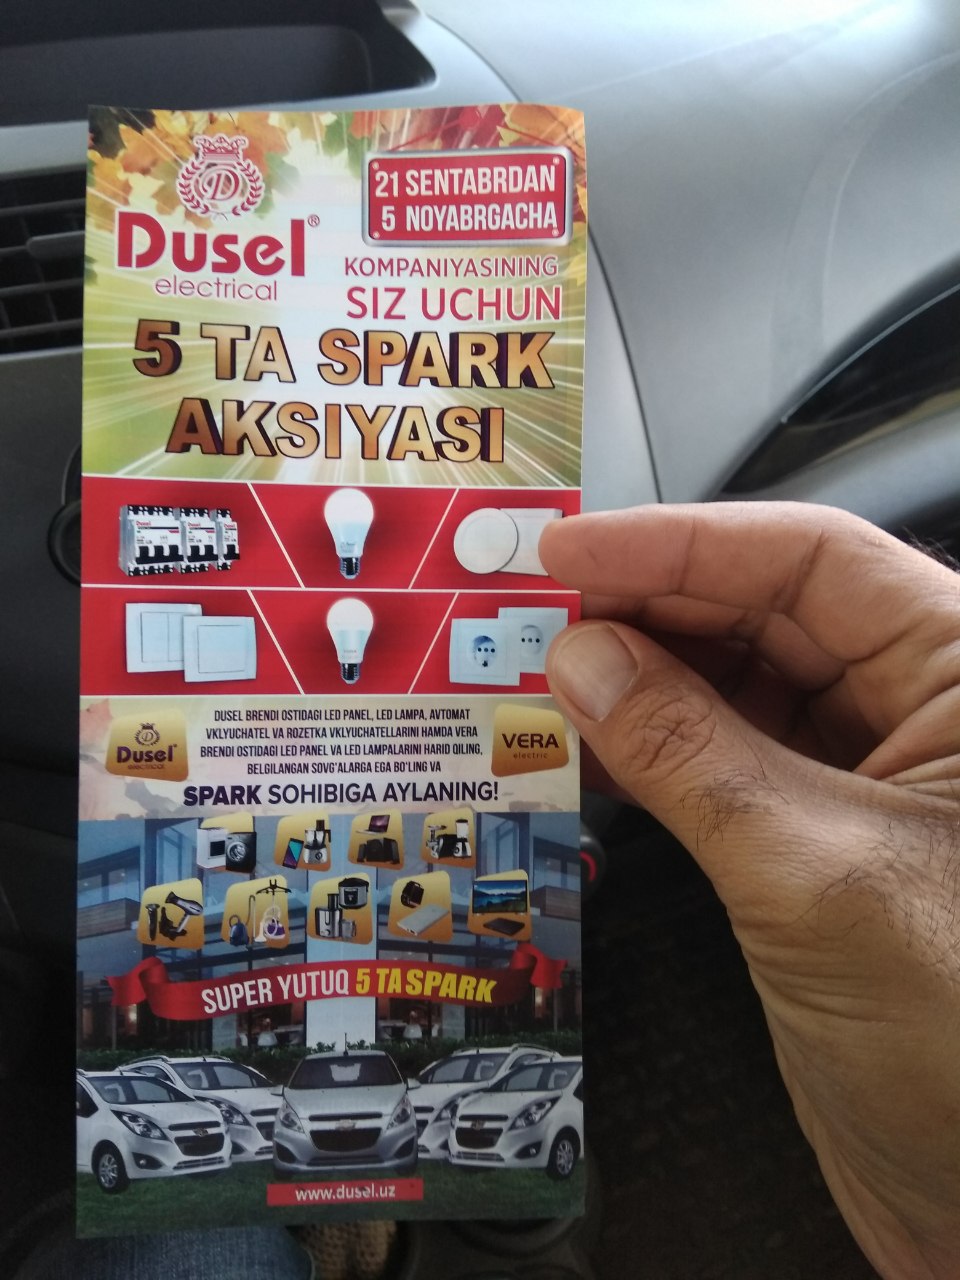 21 SENTABRDAN
5 NOYABRGACHA
D
Dusel®
electrical
KOMPANIYASINING
SIZ UCHUN
5 TA SPARK
AKSIYASI
DUSEL BRENDI OSTIDAGI LED PANEL, LED LAMPA, AVTOMAT
VKLYUCHATEL VA ROZETKA VKLYUCHATELLARINI HAMDA VERA
BRENDI OSTIDAGI LED PANEL VA LED LAMPALARINI HARID QILING,
BELGILANGAN SOVG'ALARGA EGA BO'LING VA
SPARK SOHIBIGA AYLANING!
Dusel
electrical
VERA
electric
SUPER YUTUQ 5 TA SPARK
www.dusel.uz